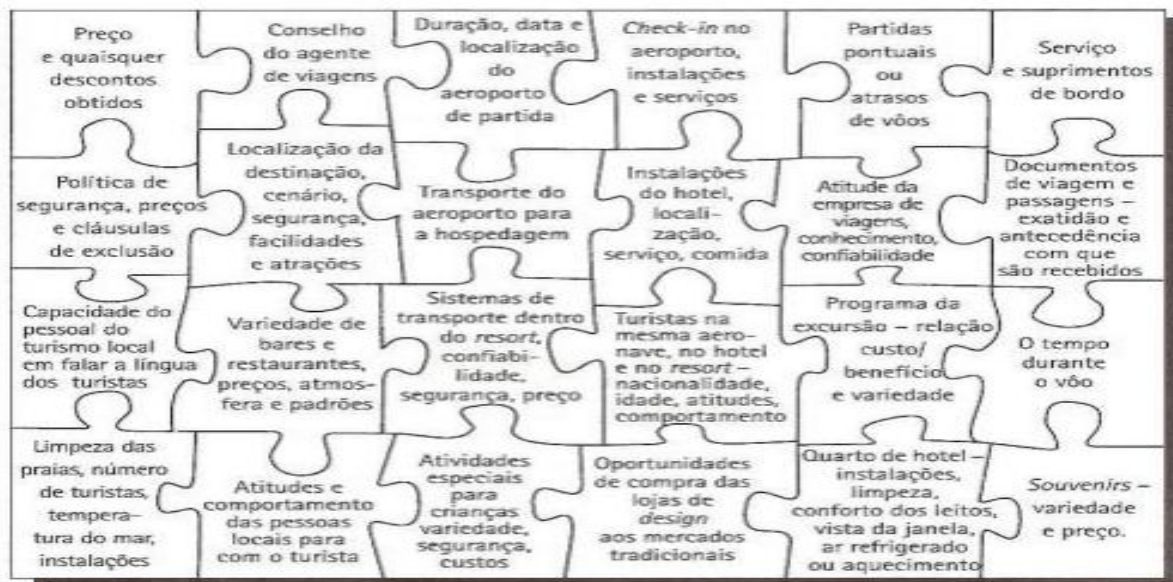 Preço
e quaisquer
descontos
obtidos
Conselho
do agente
de viagens
Duração, data e
localização
do
aeroporto
de partida
Check-in no
aeroporto,
instalações
e serviços
Partidas
pontuais
ou
atrasos
de vôos
Serviço
e suprimentos
de bordo
Política de
segurança, preços
e cláusulas
de exclusão
Localização da
destinação,
cenário,
segurança,
facilidades
e atrações
Transporte do
aeroporto para
a hospedagem
Instalações
do hotel,
locali-
zação,
serviço, comida
Atitude da
empresa de
viagens,
conhecimento,
confiabilidade
Documentos
de viagem e
passagens –
exatidão e
antecedência
com que
são recebidos
Capacidade do
pessoal do
turismo local
em falar a língua
dos turistas
Variedade de
bares e
restaurantes,
preços, atmos-
fera e padrões
Sistemas de
transporte dentro
do resort,
confiabi-
lidade,
segurança, preço
Turistas na
mesma aero-
nave, no hotel
e no resort –
nacionalidade,
idade, atitudes,
comportamento
Programa da
excursão – relação
custo/
benefício
e variedade
O tempo
durante
o vôo
Limpeza das
praias, número
de turistas,
tempera-
tura do mar,
instalações
Atitudes e
comportamento
das pessoas
locais para
com o turista
Atividades
especiais
para
crianças
variedade,
segurança,
custos
Oportunidades
de compra das
lojas de
design
aos mercados
tradicionais
Quarto de hotel –
instalações,
limpeza,
conforto dos leitos,
vista da janela,
ar refrigerado
ou aquecimento
Souvenirs –
variedade
e preço.